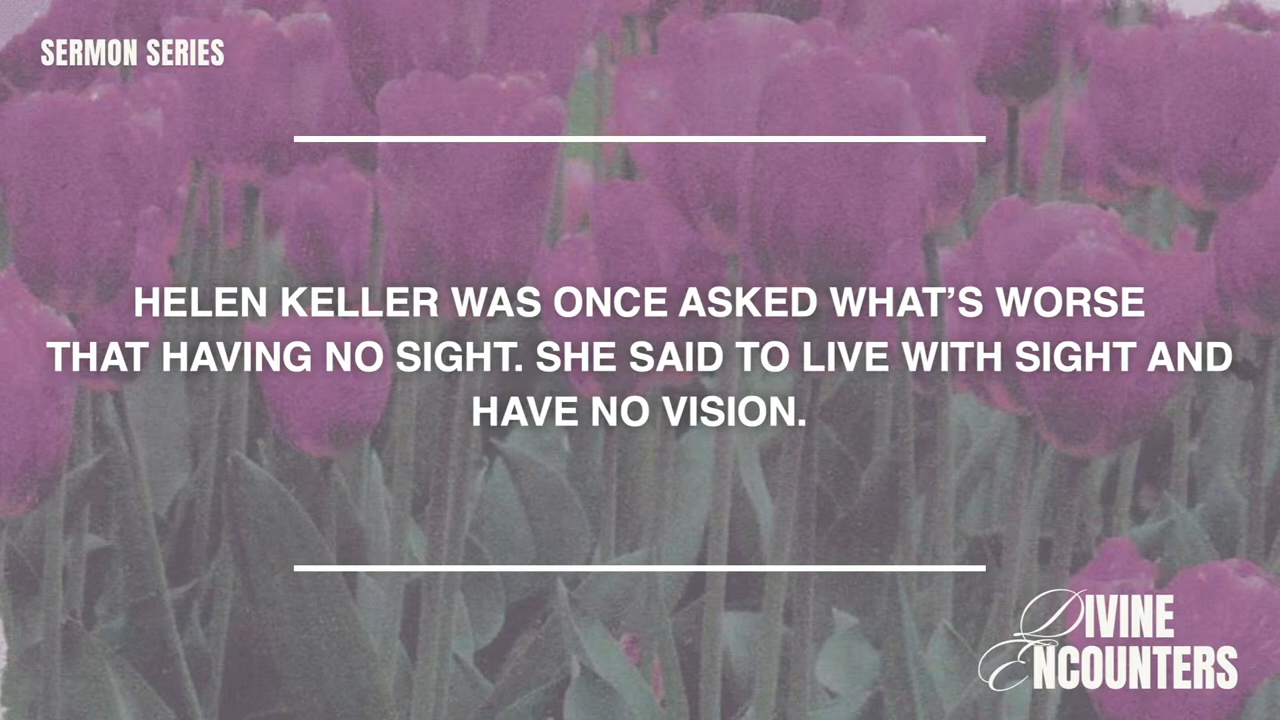 SERMON SERIES
HELEN KELLER WAS ONCE ASKED WHAT’S WORSE
THAT HAVING NO SIGHT. SHE SAID TO LIVE WITH SIGHT AND
HAVE NO VISION.
DIVINE
ENCOUNTERS